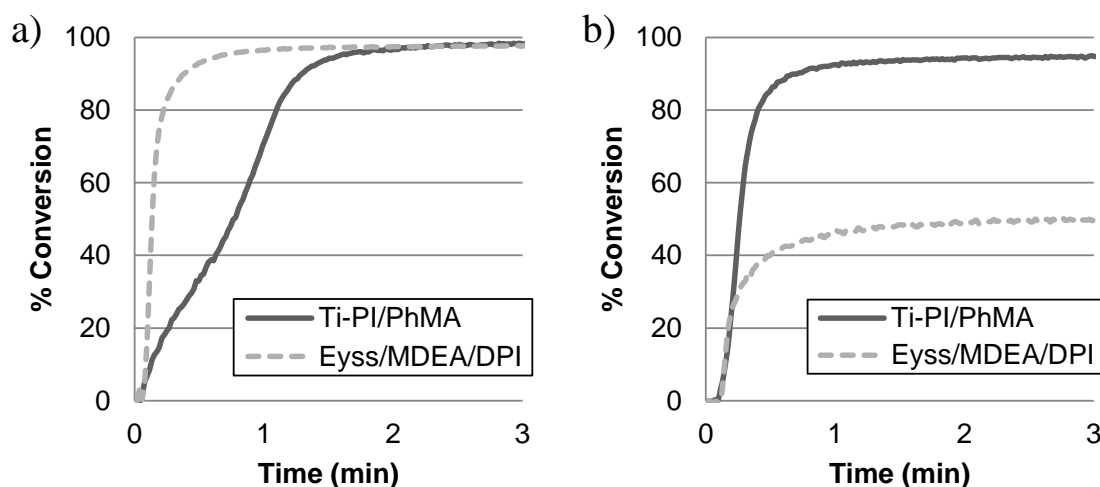 a)
% Conversion
100
80
60
40
20
0
Ti-PI/PhMA
Eyss/MDEA/DPI
0 1 2 3
Time (min)
b)
% Conversion
100
80
60
40
20
0
Ti-PI/PhMA
Eyss/MDEA/DPI
0 1 2 3
Time (min)